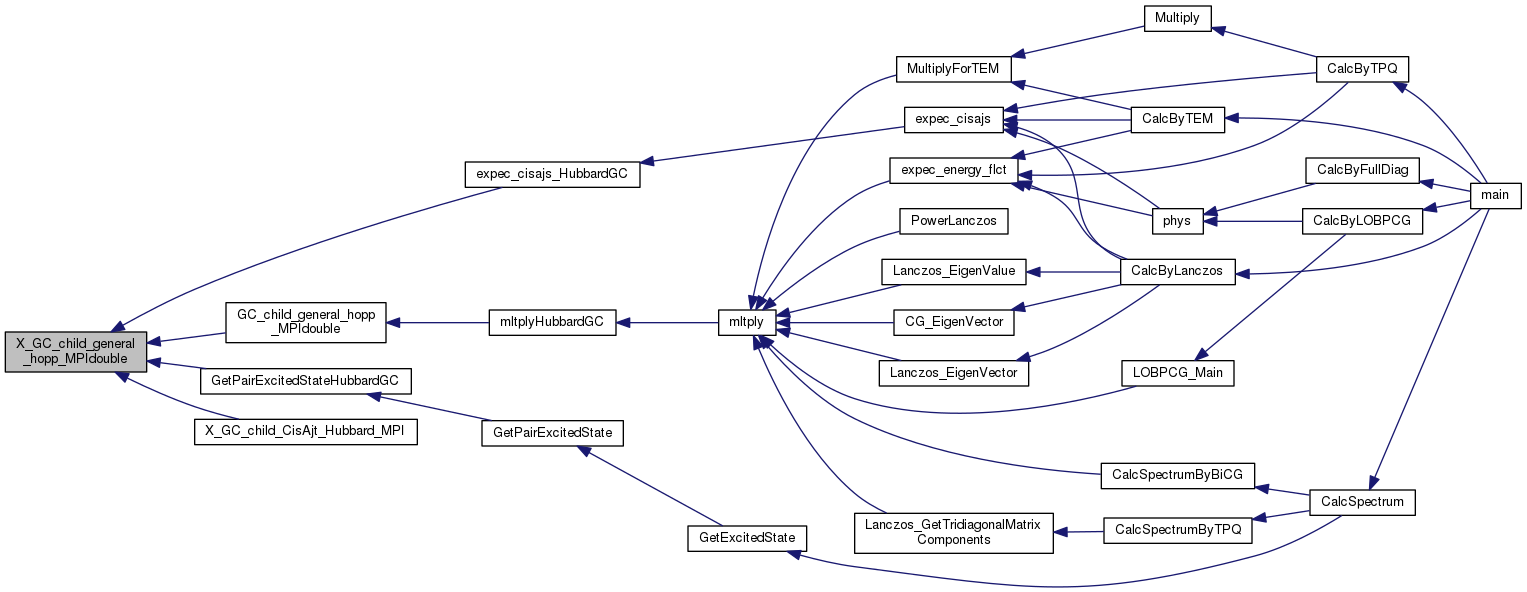 X_GC_child_general
_hopp_MPIdouble
expec_cisajs_HubbardGC
GC_child_general_hopp
_MPIdouble
GetPairExcitedStateHubbardGC
X_GC_child_CisAjt_Hubbard_MPI
mltplyHubbardGC
GetPairExcitedState
mltply
GetExcitedState
MultiplyForTEM
expec_cisajs
expec_energy_flct
PowerLanczos
Lanczos_EigenValue
CG_EigenVector
Lanczos_EigenVector
Lanczos_GetTridiagonalMatrix
Components
Multiply
CalcByTEM
phys
CalcByLanczos
LOBPCG_Main
CalcSpectrumByBiCG
CalcSpectrumByTPQ
CalcByTPQ
CalcByFullDiag
CalcByLOBPCG
CalcSpectrum
main